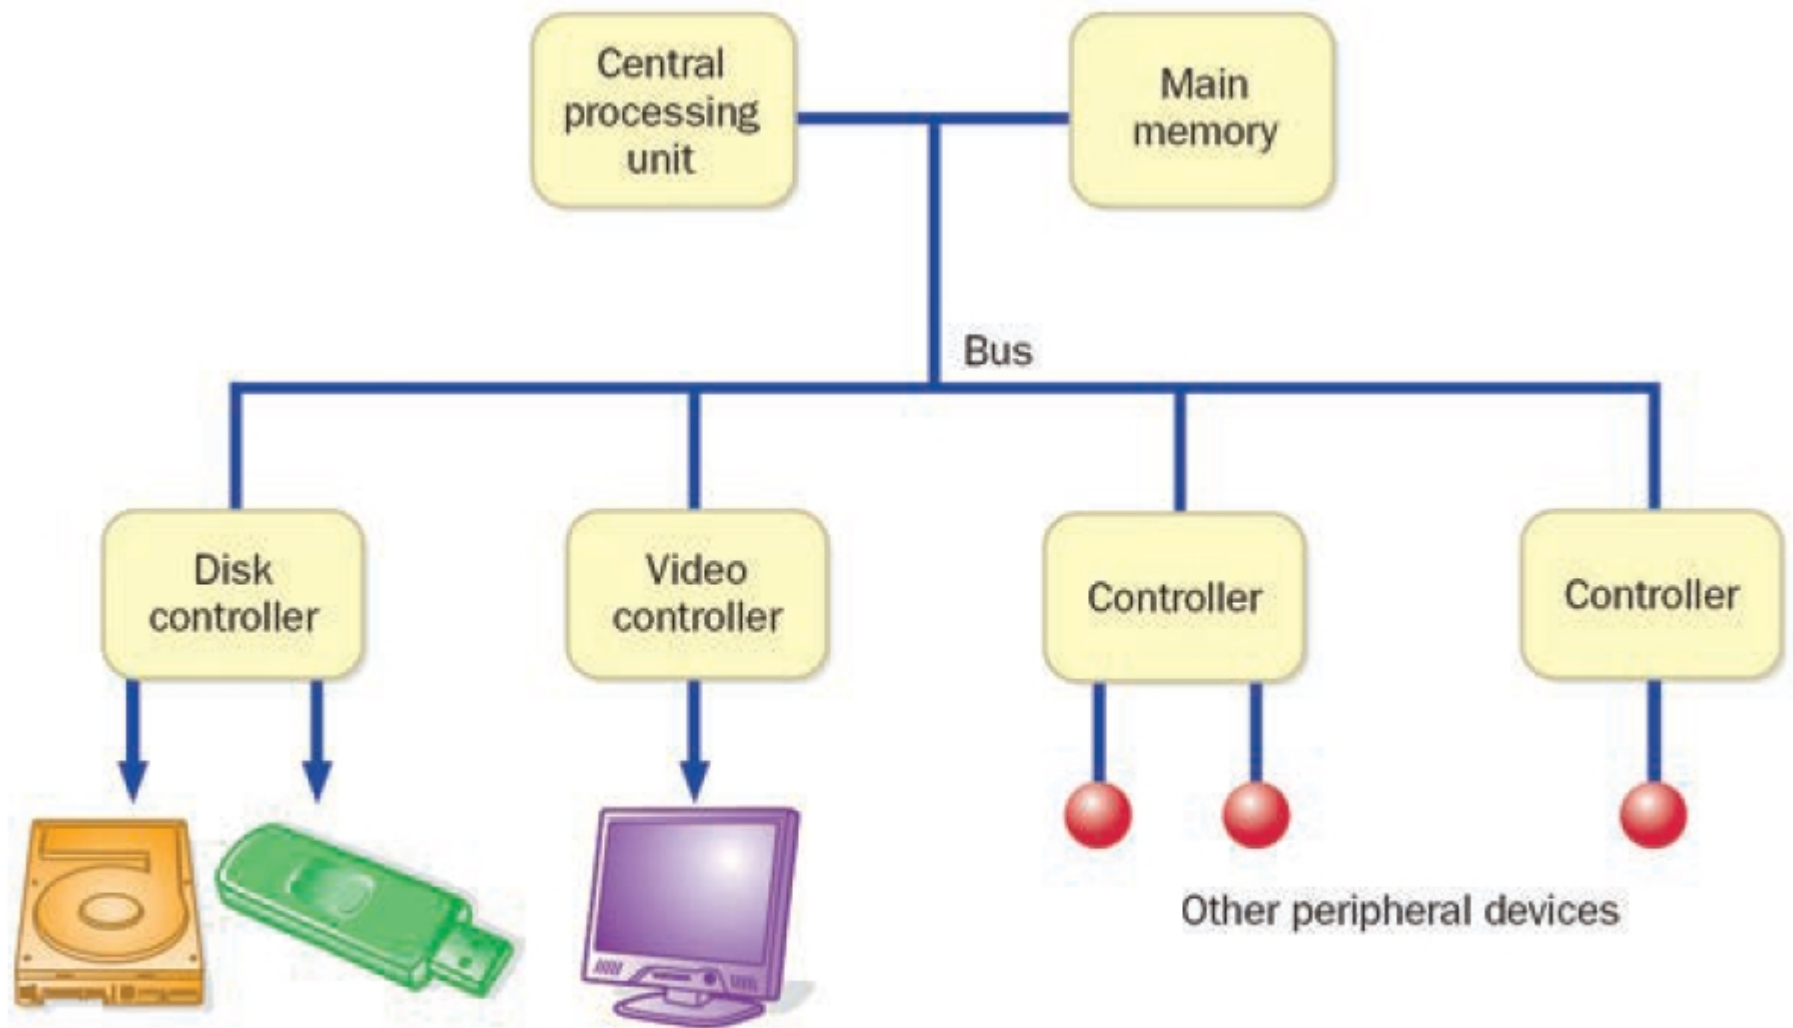 Central
processing
unit
Main
memory
Bus
Disk
controller
Video
controller
Controller
Controller
Other peripheral devices